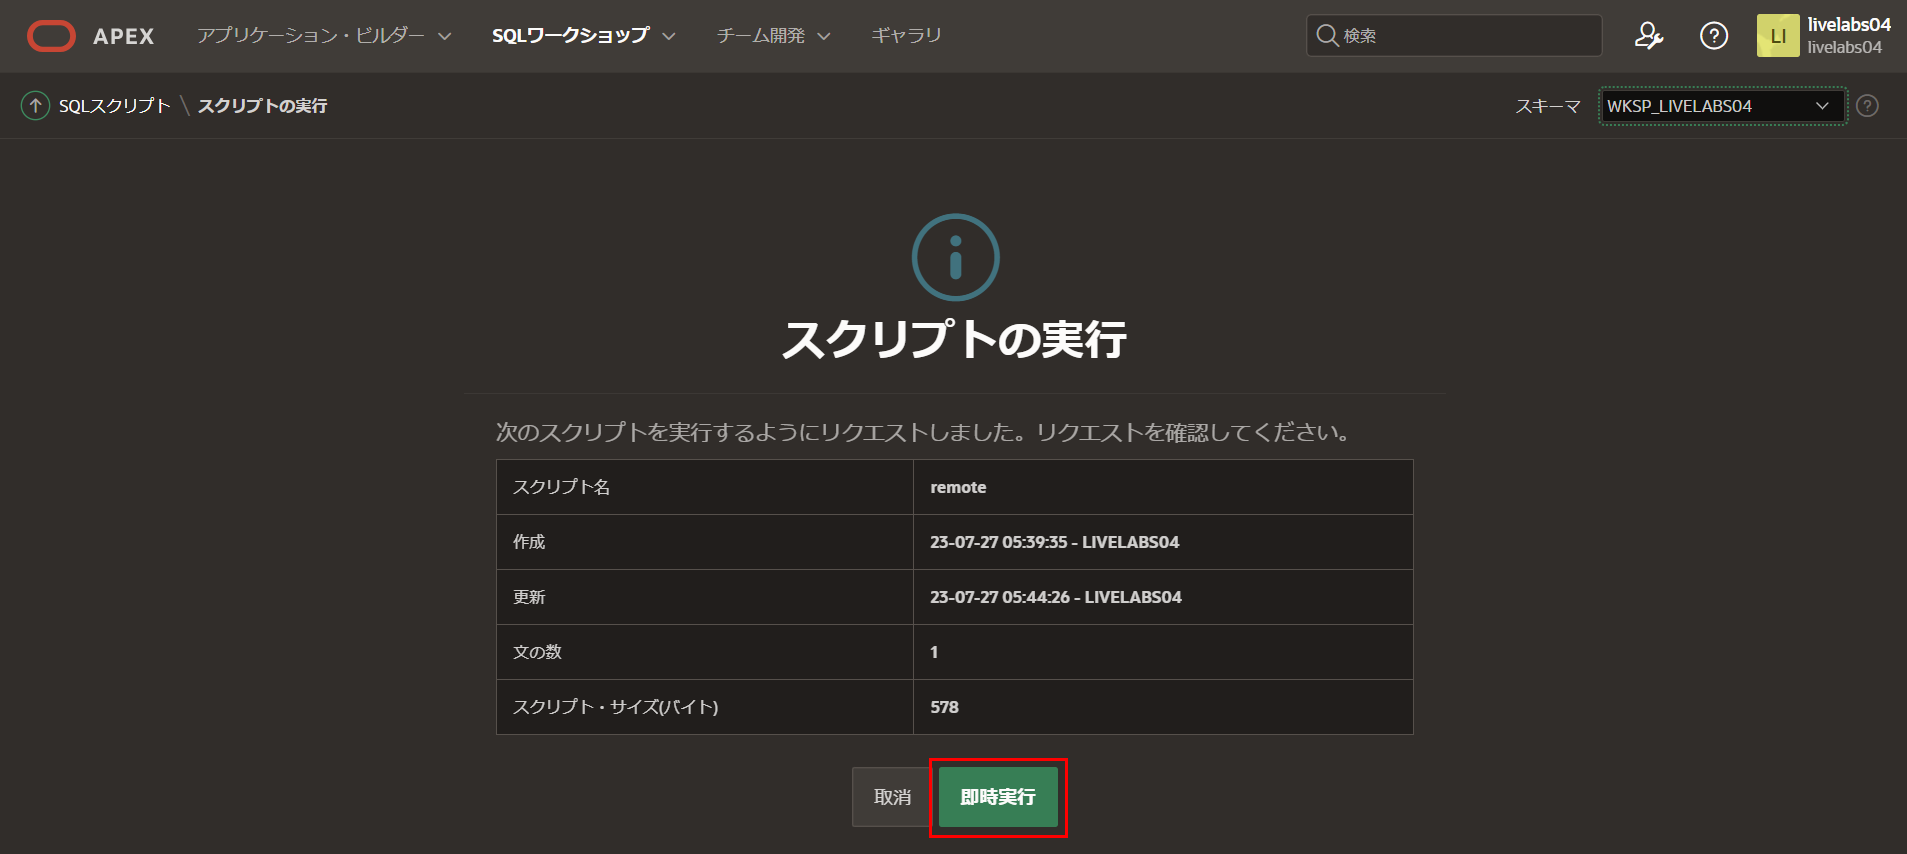 APEX アプリケーション・ビルダー SQLワークショップ チーム開発 ギャラリ 検索 LI livelabs04
livelabs04
SQLスクリプト \ スクリプトの実行 スキーマ WKSP_LIVELABS04
スクリプトの実行
次のスクリプトを実行するようにリクエストしました。リクエストを確認してください。
スクリプト名 remote
作成 23-07-27 05:39:35 - LIVELABS04
更新 23-07-27 05:44:26 - LIVELABS04
文の数 1
スクリプト・サイズ(バイト) 578
取消 即時実行